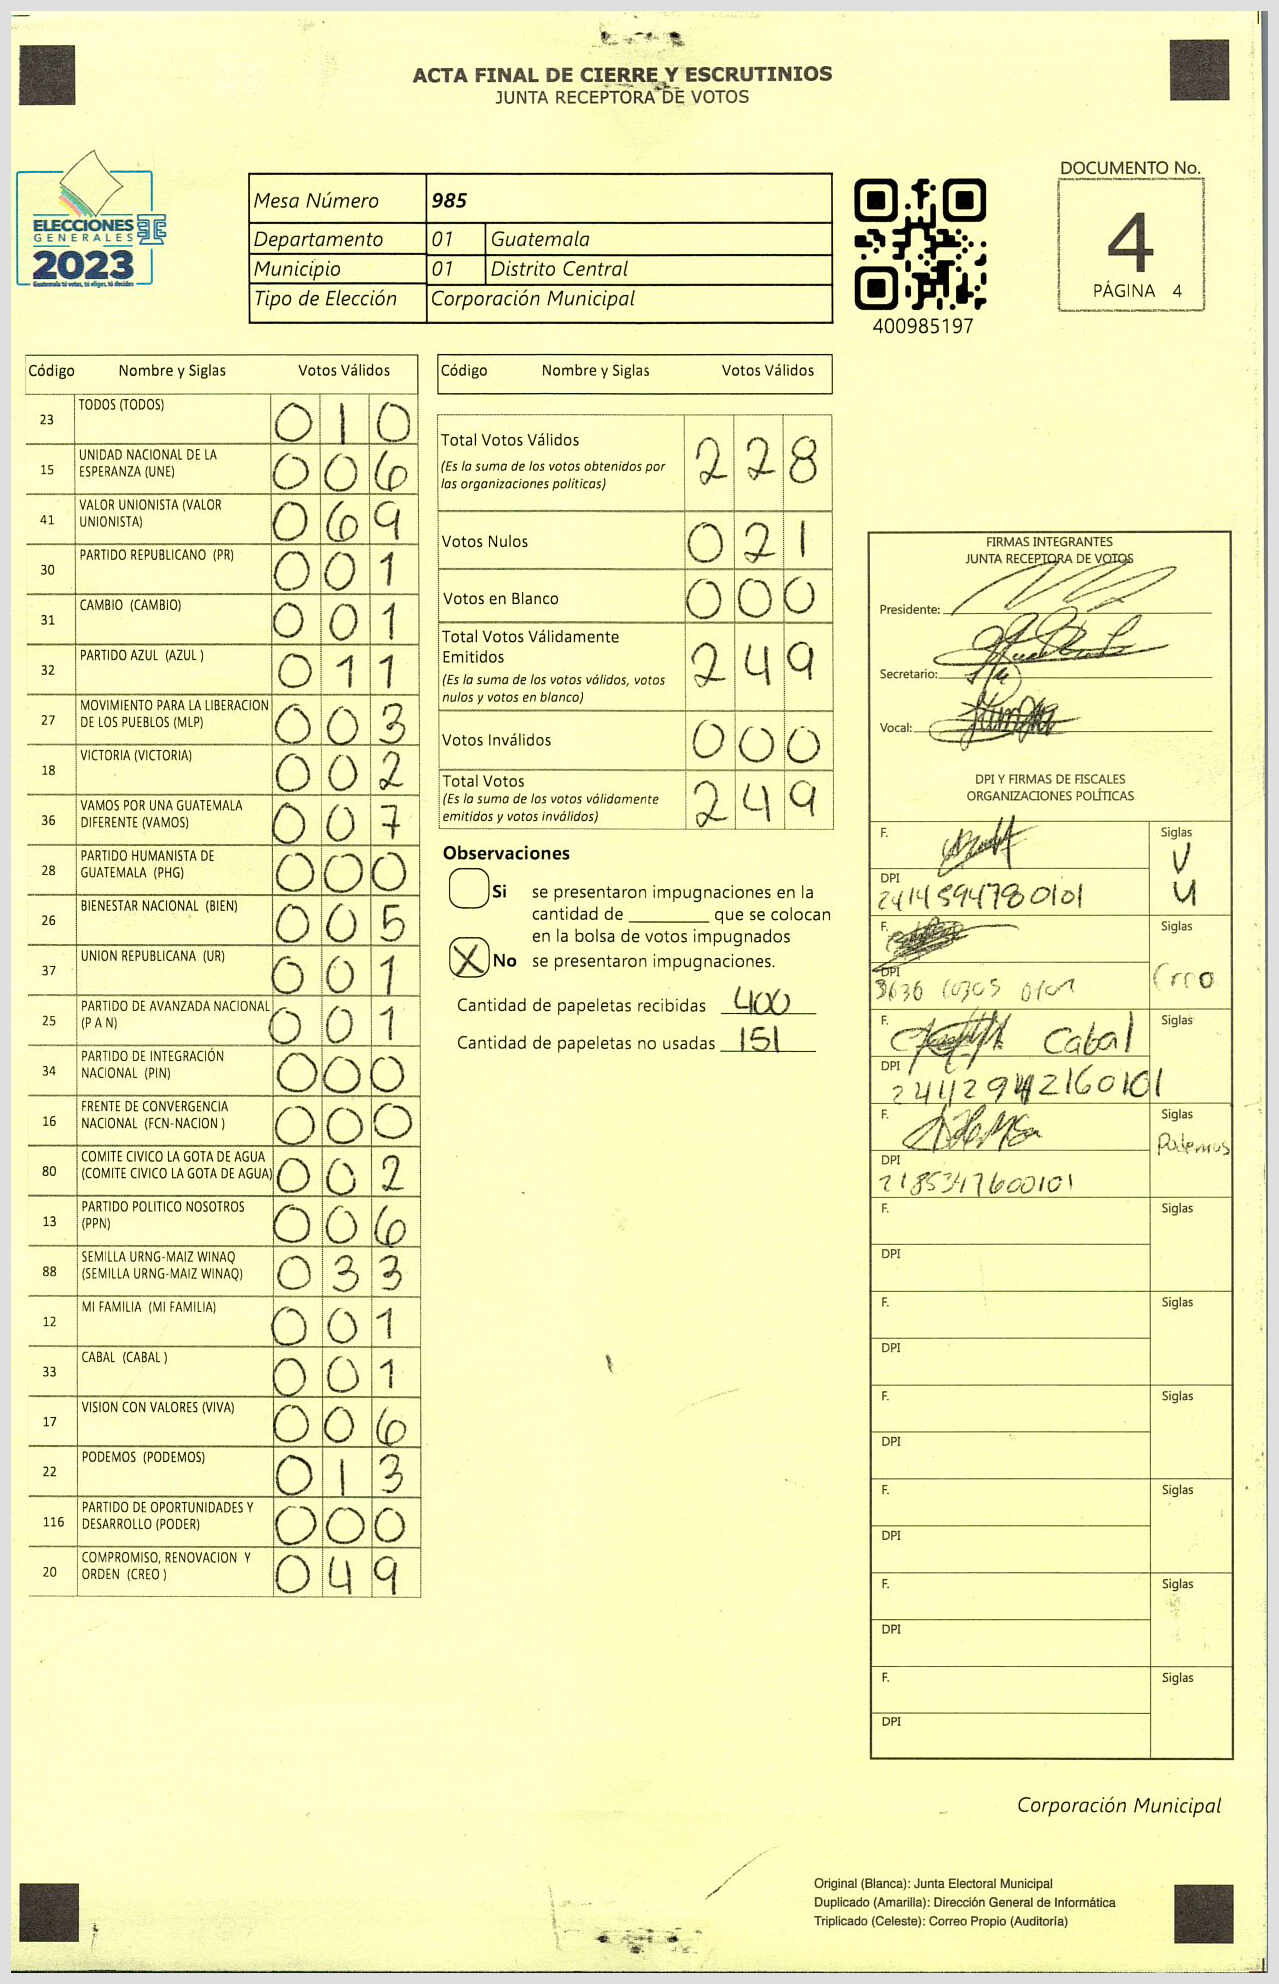 ACTA FINAL DE CIERRE Y ESCRUTINIOS
JUNTA RECEPTORA DE VOTOS
ELECCIONES
GENERALES
2023
Guatemala tú votas, tú eliges, tú decides
Mesa Número 985
Departamento 01 Guatemala
Municipio 01 Distrito Central
Tipo de Elección Corporación Municipal
400985197
DOCUMENTO No.
4
PÁGINA 4
Código Nombre y Siglas Votos Válidos
23 TODOS (TODOS) 0 1 0
15 UNIDAD NACIONAL DE LA
ESPERANZA (UNE) 0 0 6
41 VALOR UNIONISTA (VALOR
UNIONISTA) 0 6 9
30 PARTIDO REPUBLICANO (PR) 0 0 1
31 CAMBIO (CAMBIO) 0 0 1
32 PARTIDO AZUL (AZUL ) 0 1 1
27 MOVIMIENTO PARA LA LIBERACION
DE LOS PUEBLOS (MLP) 0 0 3
18 VICTORIA (VICTORIA) 0 0 2
36 VAMOS POR UNA GUATEMALA
DIFERENTE (VAMOS) 0 0 7
28 PARTIDO HUMANISTA DE
GUATEMALA (PHG) 0 0 0
26 BIENESTAR NACIONAL (BIEN) 0 0 5
37 UNION REPUBLICANA (UR) 0 0 1
25 PARTIDO DE AVANZADA NACIONAL
(P A N) 0 0 1
34 PARTIDO DE INTEGRACIÓN
NACIONAL (PIN) 0 0 0
16 FRENTE DE CONVERGENCIA
NACIONAL (FCN-NACION ) 0 0 0
80 COMITE CIVICO LA GOTA DE AGUA
(COMITE CIVICO LA GOTA DE AGUA) 0 0 2
13 PARTIDO POLITICO NOSOTROS
(PPN) 0 0 6
88 SEMILLA URNG-MAIZ WINAQ
(SEMILLA URNG-MAIZ WINAQ) 0 3 3
12 MI FAMILIA (MI FAMILIA) 0 0 1
33 CABAL (CABAL ) 0 0 1
17 VISION CON VALORES (VIVA) 0 0 6
22 PODEMOS (PODEMOS) 0 1 3
116 PARTIDO DE OPORTUNIDADES Y
DESARROLLO (PODER) 0 0 0
20 COMPROMISO, RENOVACION Y
ORDEN (CREO ) 0 4 9
Código Nombre y Siglas Votos Válidos
Total Votos Válidos 2 2 8
(Es la suma de los votos obtenidos por
las organizaciones políticas)
Votos Nulos 0 2 1
Votos en Blanco 0 0 0
Total Votos Válidamente
Emitidos 2 4 9
(Es la suma de los votos válidos, votos
nulos y votos en blanco)
Votos Inválidos 0 0 0
Total Votos 2 4 9
(Es la suma de los votos válidamente
emitidos y votos inválidos)
Observaciones
Si se presentaron impugnaciones en la
cantidad de ________ que se colocan
en la bolsa de votos impugnados
X No se presentaron impugnaciones.
Cantidad de papeletas recibidas 400
Cantidad de papeletas no usadas 151
FIRMAS INTEGRANTES
JUNTA RECEPTORA DE VOTOS
Presidente:
Secretario:
Vocal:
DPI Y FIRMAS DE FISCALES
ORGANIZACIONES POLÍTICAS
F. Siglas
V
DPI U
2414594780101
F. Siglas
DPI
F. Cabal Siglas
DPI
F. Siglas
Podemos
DPI
2185347600101
F. Siglas
DPI
F. Siglas
DPI
F. Siglas
DPI
F. Siglas
DPI
F. Siglas
DPI
F. Siglas
DPI
Corporación Municipal
Original (Blanca): Junta Electoral Municipal
Duplicado (Amarilla): Dirección General de Informática
Triplicado (Celeste): Correo Propio (Auditoría)